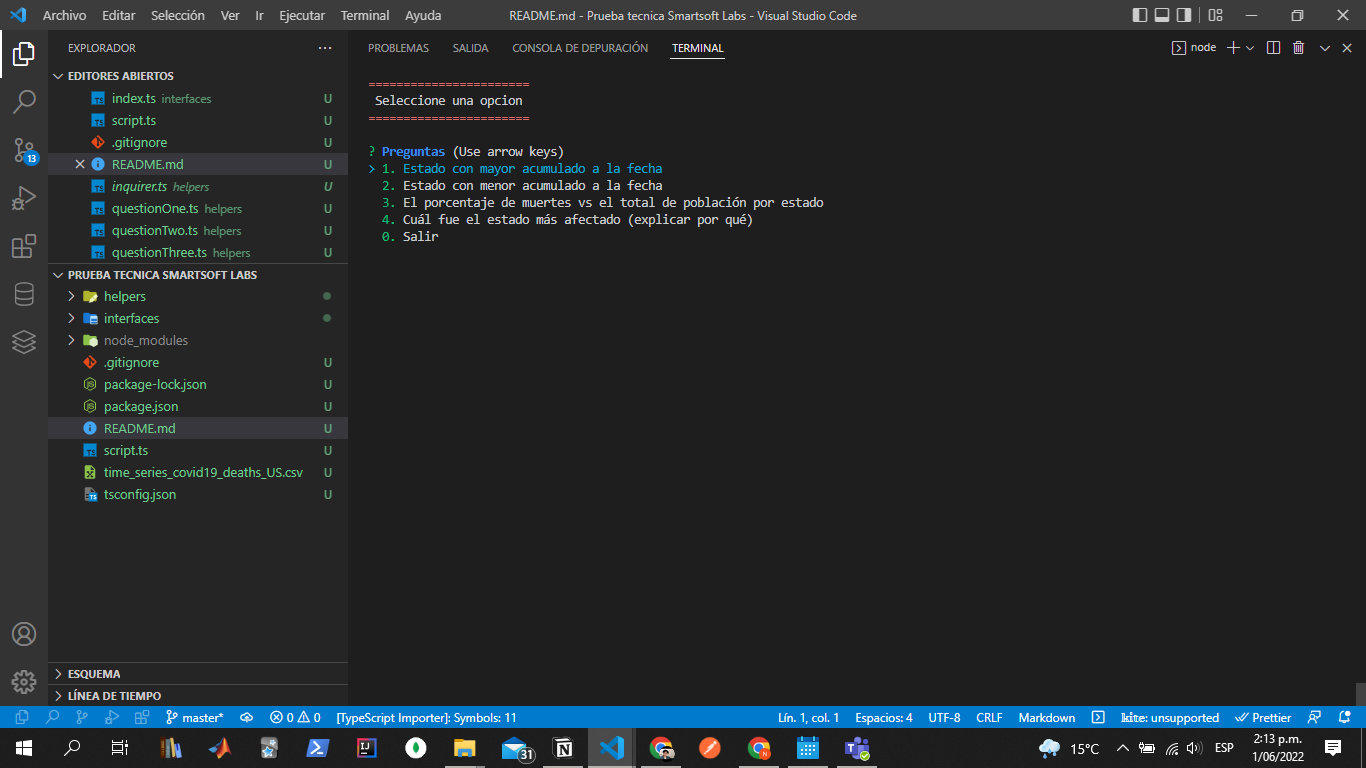 Archivo Editar Selección Ver Ir Ejecutar Terminal Ayuda README.md - Prueba tecnica Smartsoft Labs - Visual Studio Code
EXPLORADOR
EDITORES ABIERTOS
index.ts interfaces U
script.ts U
.gitignore U
README.md U
inquirer.ts helpers U
questionOne.ts helpers U
questionTwo.ts helpers U
questionThree.ts helpers U
PRUEBA TECNICA SMARTSOFT LABS
helpers
interfaces
node_modules
.gitignore U
package-lock.json U
package.json U
README.md U
script.ts U
time_series_covid19_deaths_US.csv U
tsconfig.json U
ESQUEMA
LÍNEA DE TIEMPO
13
PROBLEMAS SALIDA CONSOLA DE DEPURACIÓN TERMINAL node
=======================
Seleccione una opcion
=======================
? Preguntas (Use arrow keys)
> 1. Estado con mayor acumulado a la fecha
2. Estado con menor acumulado a la fecha
3. El porcentaje de muertes vs el total de población por estado
4. Cuál fue el estado más afectado (explicar por qué)
0. Salir
master* 0 0 [TypeScript Importer]: Symbols: 11 Lín. 1, col. 1 Espacios: 4 UTF-8 CRLF Markdown kite: unsupported Prettier
31 15°C ESP 2:13 p.m.
1/06/2022